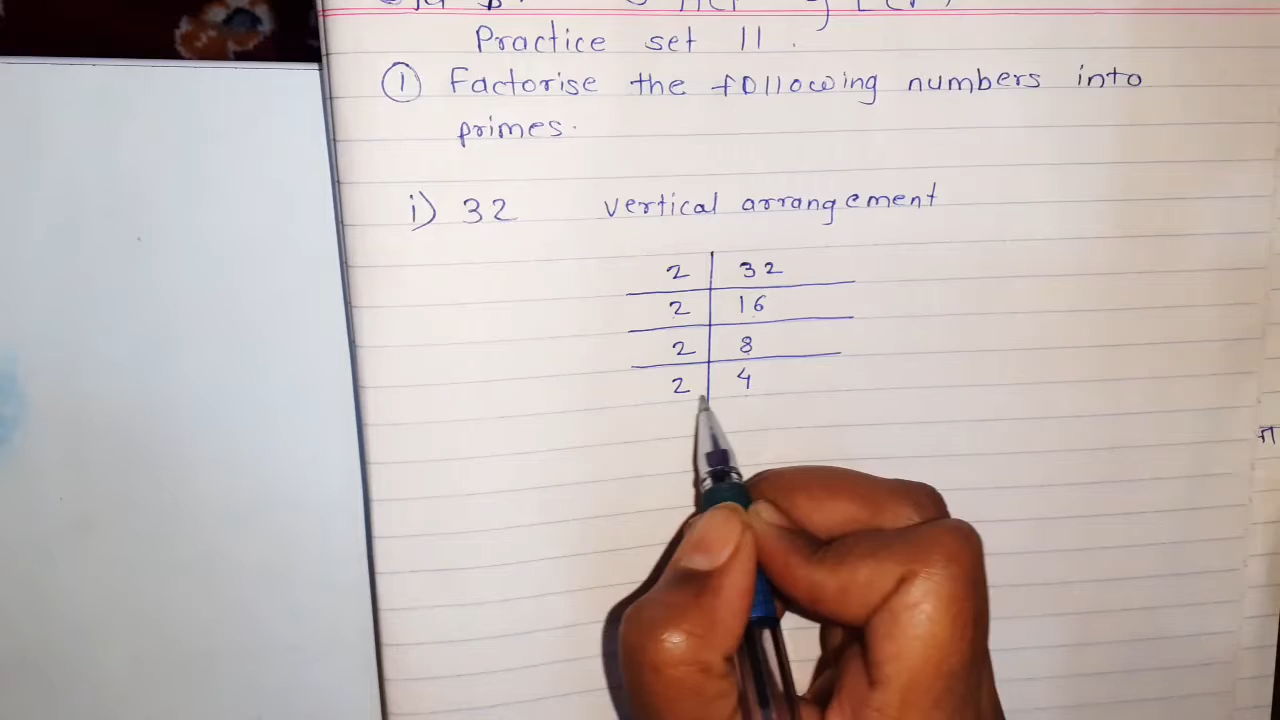 Practice set 11.
① Factorise the following numbers into
primes.
i) 32 vertical arrangement
2 | 32
2 | 16
2 | 8
2 | 4